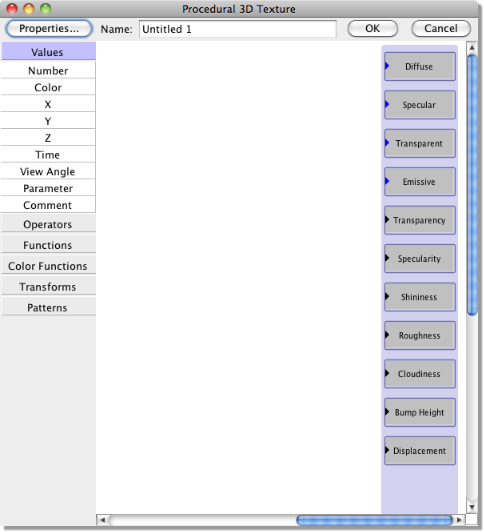 Procedural 3D Texture
Properties... Name: Untitled 1 OK Cancel
Values
Number
Color
X
Y
Z
Time
View Angle
Parameter
Comment
Operators
Functions
Color Functions
Transforms
Patterns
Diffuse
Specular
Transparent
Emissive
Transparency
Specularity
Shininess
Roughness
Cloudiness
Bump Height
Displacement